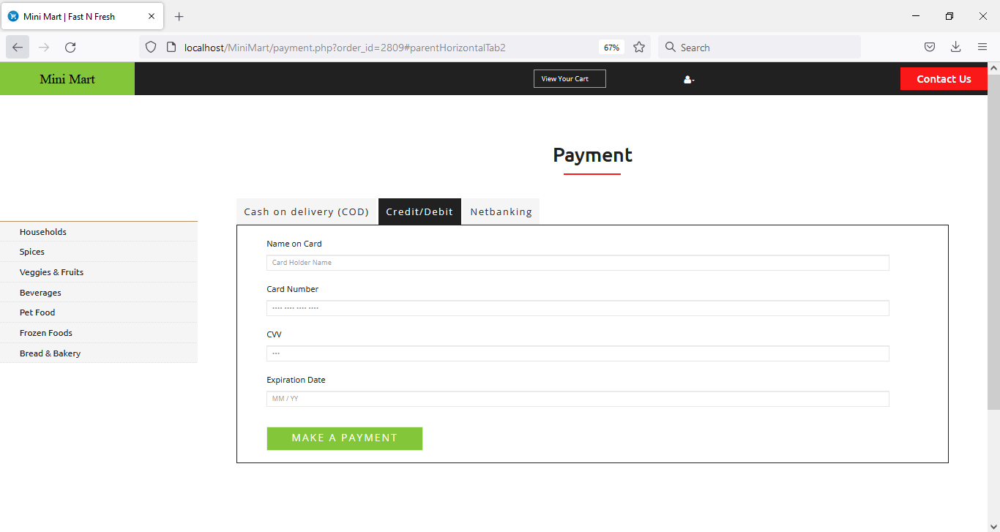 Mini Mart | Fast N Fresh
localhost/MiniMart/payment.php?order_id=2809#parentHorizontalTab2
67%
Search
Mini Mart
View Your Cart
Contact Us
Payment
Cash on delivery (COD)
Credit/Debit
Netbanking
Households
Spices
Veggies & Fruits
Beverages
Pet Food
Frozen Foods
Bread & Bakery
Name on Card
Card Holder Name
Card Number
•••• •••• •••• ••••
CVV
•••
Expiration Date
MM / YY
MAKE A PAYMENT